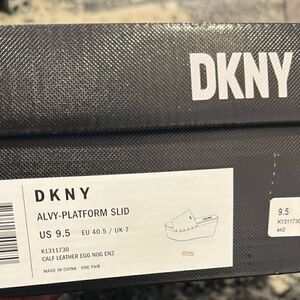 DKNY
DKNY
ALVY-PLATFORM SLID
US 9.5 EU 40.5 / UK 7
K1311730
CALF LEATHER EGG NOG EN2
MADE IN CHINA ONE PAIR
9.5
K1311730
en2